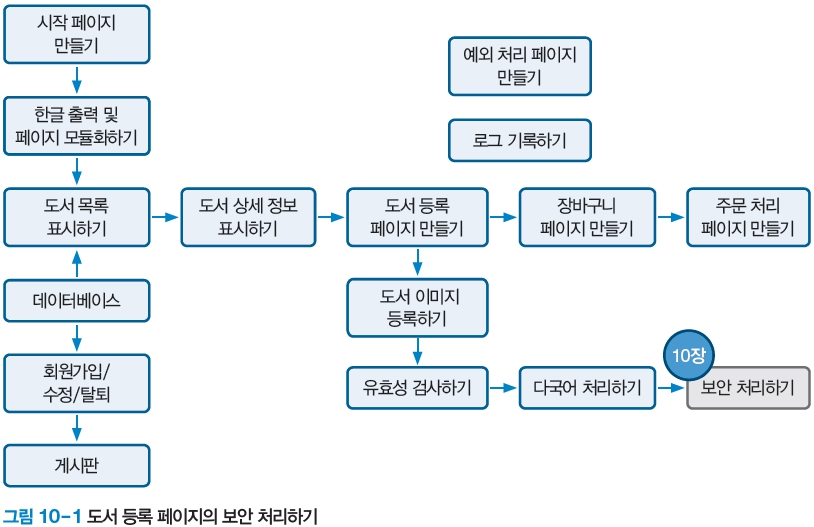 시작 페이지
만들기
예외 처리 페이지
만들기
한글 출력 및
페이지 모듈화하기
로그 기록하기
도서 목록
표시하기
도서 상세 정보
표시하기
도서 등록
페이지 만들기
장바구니
페이지 만들기
주문 처리
페이지 만들기
데이터베이스
도서 이미지
등록하기
회원가입/
수정/탈퇴
유효성 검사하기
다국어 처리하기
10장
보안 처리하기
게시판
그림 10-1 도서 등록 페이지의 보안 처리하기